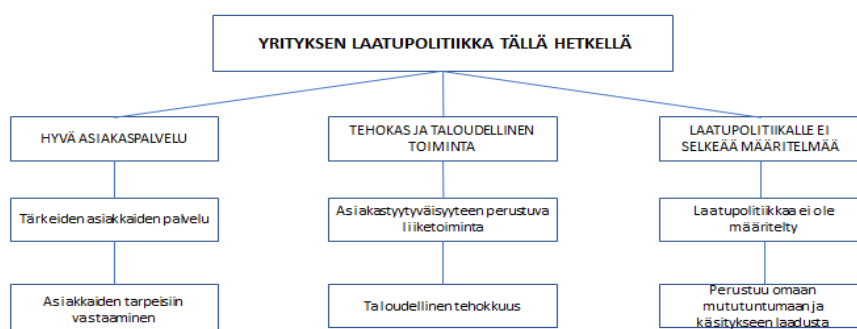 YRITYKSEN LAATUPOLITIIKKA TÄLLÄ HETKELLÄ
HYVÄ ASIAKASPALVELU
TEHOKAS JA TALOUDELLINEN
TOIMINTA
LAATUPOLITIIKALLE EI
SELKEÄÄ MÄÄRITELMÄÄ
Tärkeiden asiakkaiden palvelu
Asiakastyytyväisyyteen perustuva
liiketoiminta
Laatupolitiikkaa ei ole
määritelty
Asiakkaiden tarpeisiin
vastaaminen
Taloudellinen tehokkuus
Perustuu omaan
mututuntumaan ja
käsitykseen laadusta